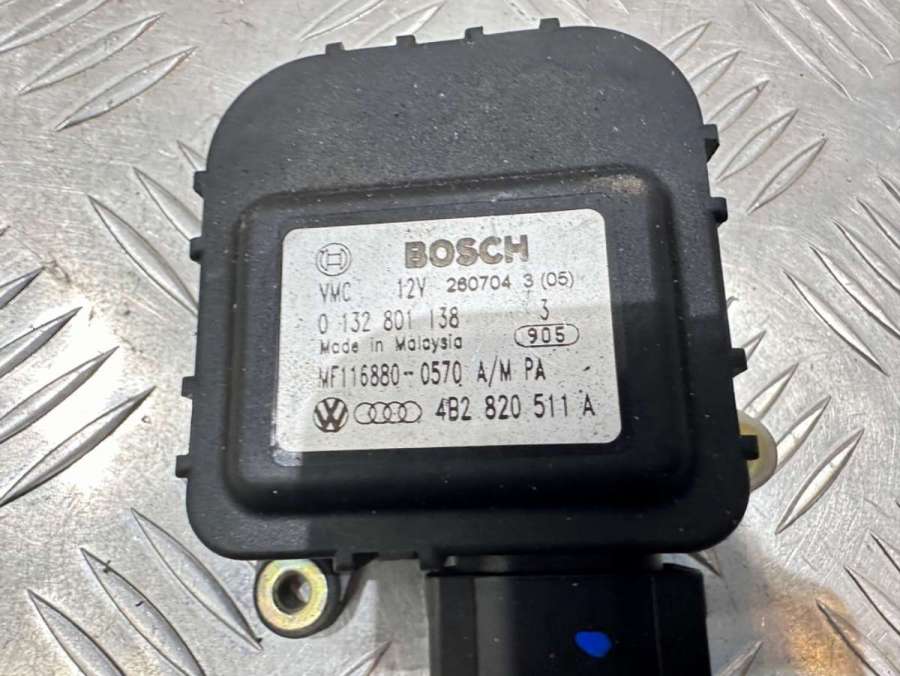 BOSCH
VMC 12V 260704 3 (05)
0 132 801 138 3
Made in Malaysia 905
MF116880-0570 A/M PA
4B2 820 511 A